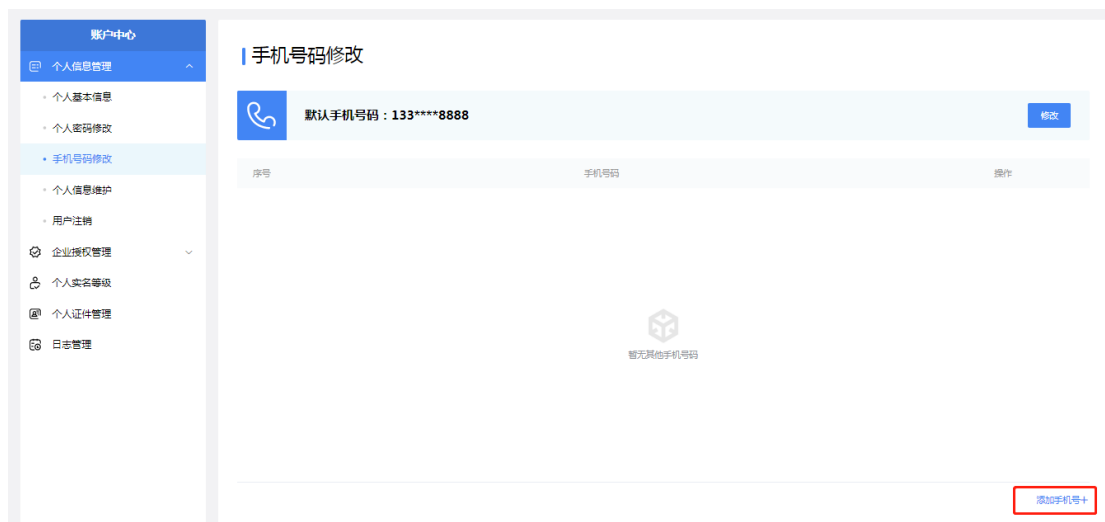 账户中心
个人信息管理
个人基本信息
个人密码修改
手机号码修改
个人信息维护
用户注销
企业授权管理
个人实名等级
个人证件管理
日志管理
手机号码修改
默认手机号码：133****8888
修改
序号 手机号码 操作
暂无其他手机号码
添加手机号+